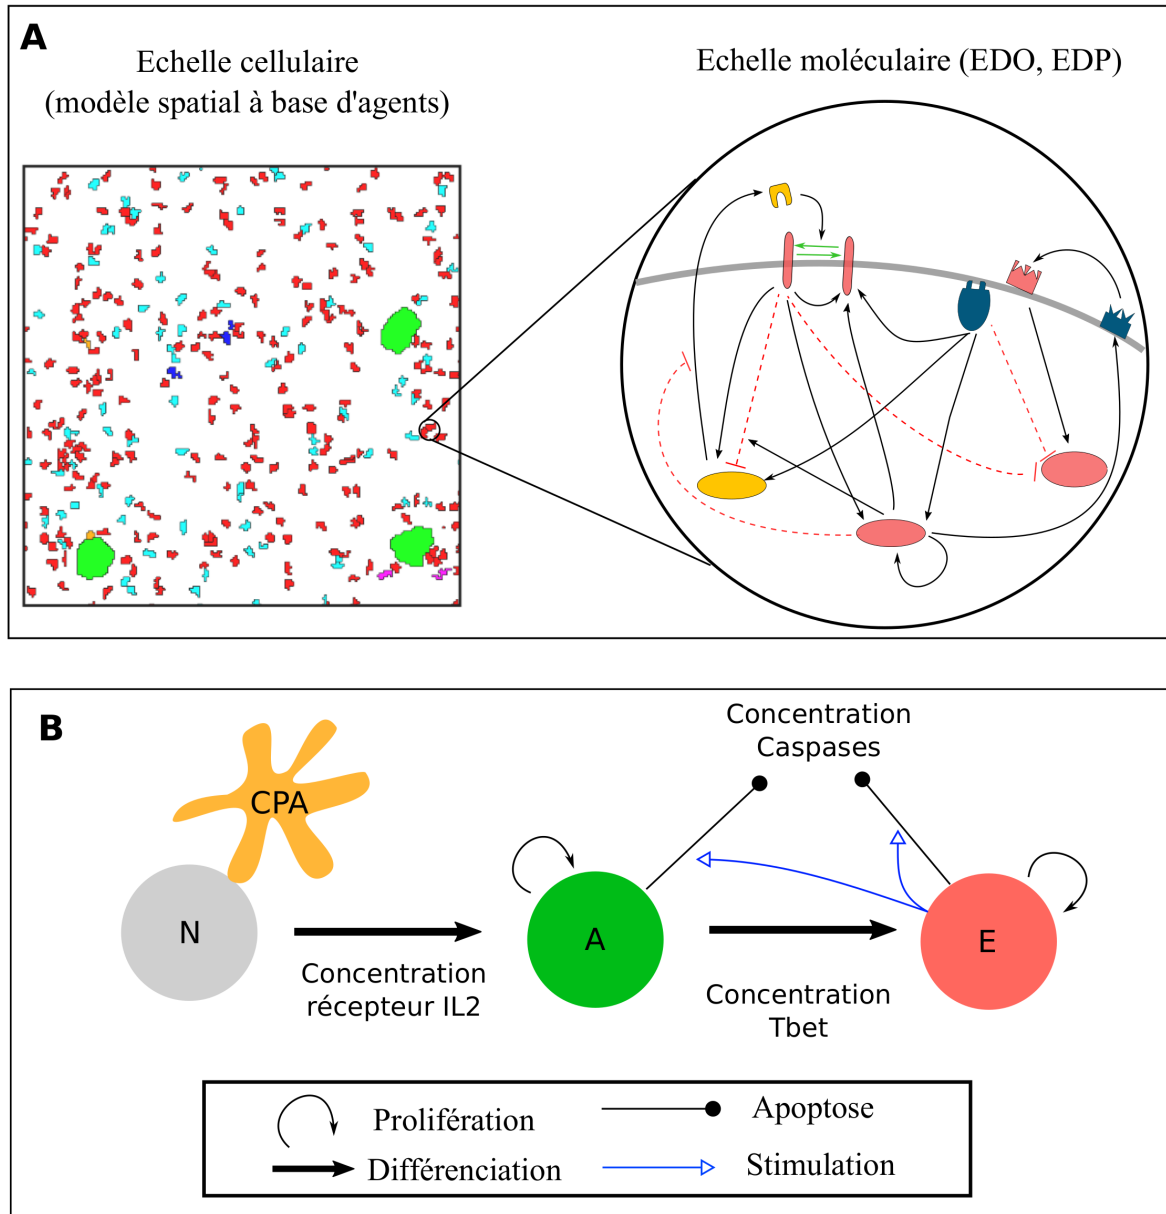 A
Echelle cellulaire
(modèle spatial à base d'agents)
Echelle moléculaire (EDO, EDP)
B
CPA
N
Concentration
récepteur IL2
A
Concentration
Caspases
Concentration
Tbet
E
Prolifération
Apoptose
Différenciation
Stimulation